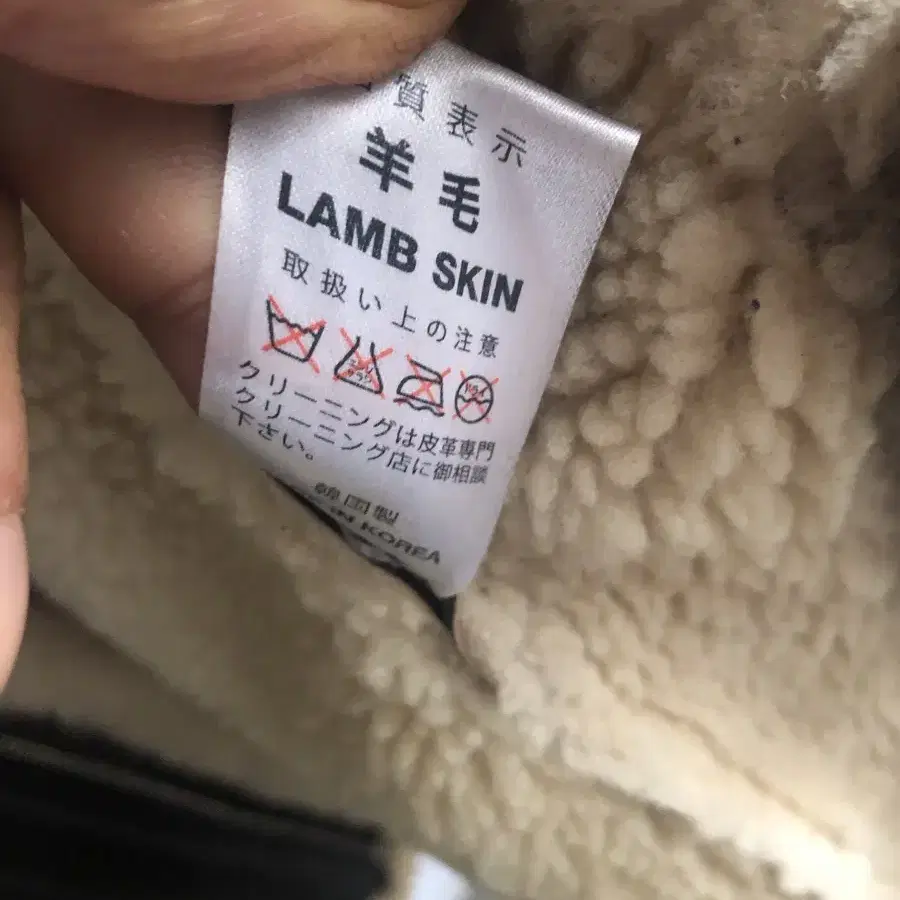 質表示
羊毛
LAMB SKIN
取扱い上の注意
クリーニングは皮革専門
クリーニング店に御相談
下さい。
韓国製
IN KOREA